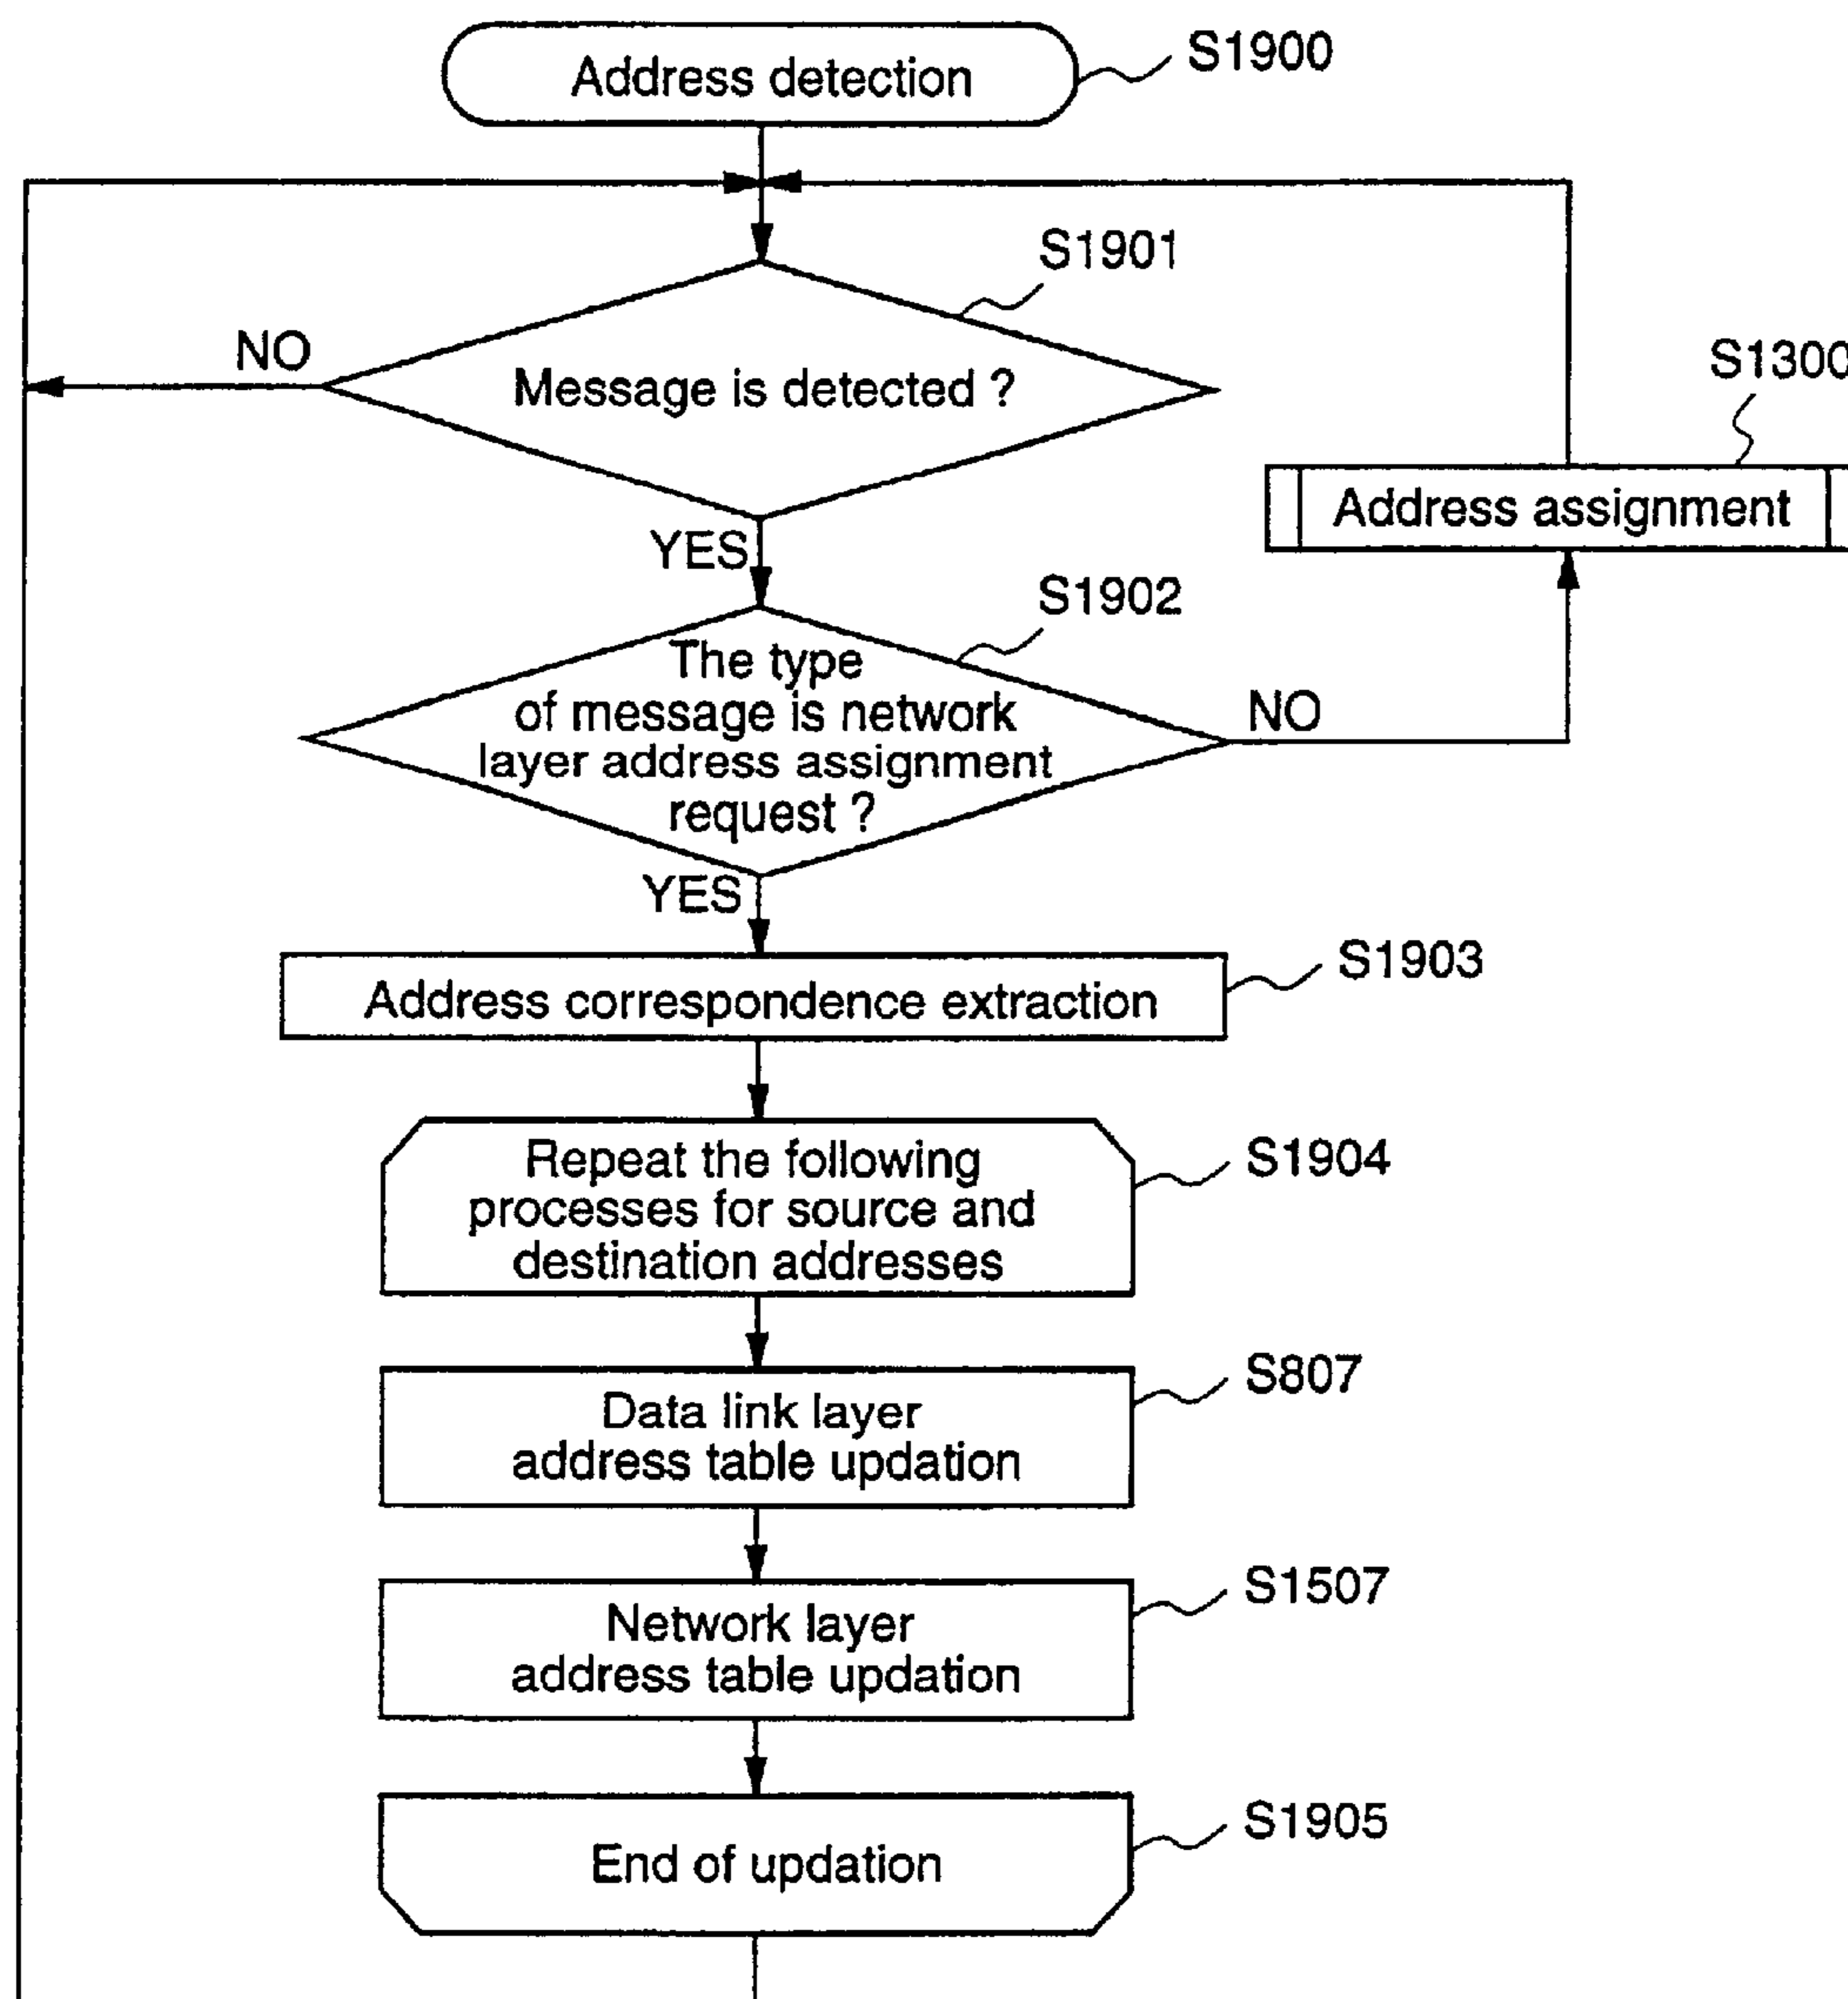 Address detection
S1900
S1901
NO
Message is detected ?
S1300
Address assignment
YES
S1902
The type
of message is network
layer address assignment
request ?
NO
YES
S1903
Address correspondence extraction
S1904
Repeat the following
processes for source and
destination addresses
S807
Data link layer
address table updation
S1507
Network layer
address table updation
S1905
End of updation